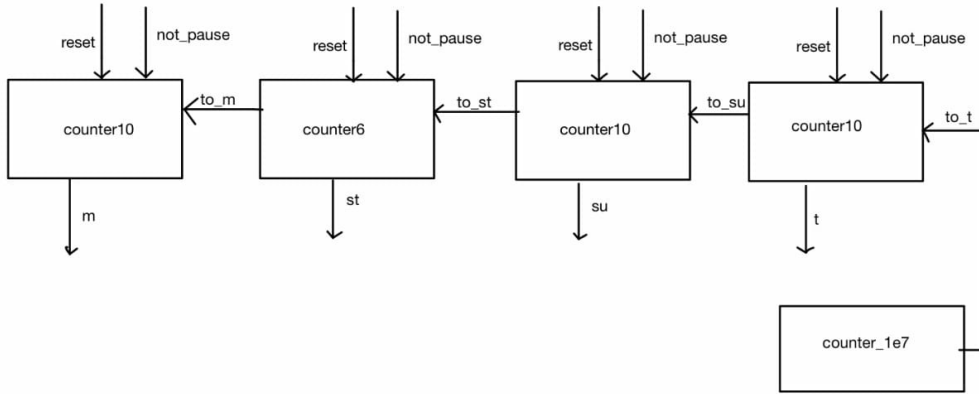 reset
not_pause
reset
not_pause
reset
not_pause
reset
not_pause
counter10
to_m
counter6
to_st
counter10
to_su
counter10
to_t
m
st
su
t
counter_1e7